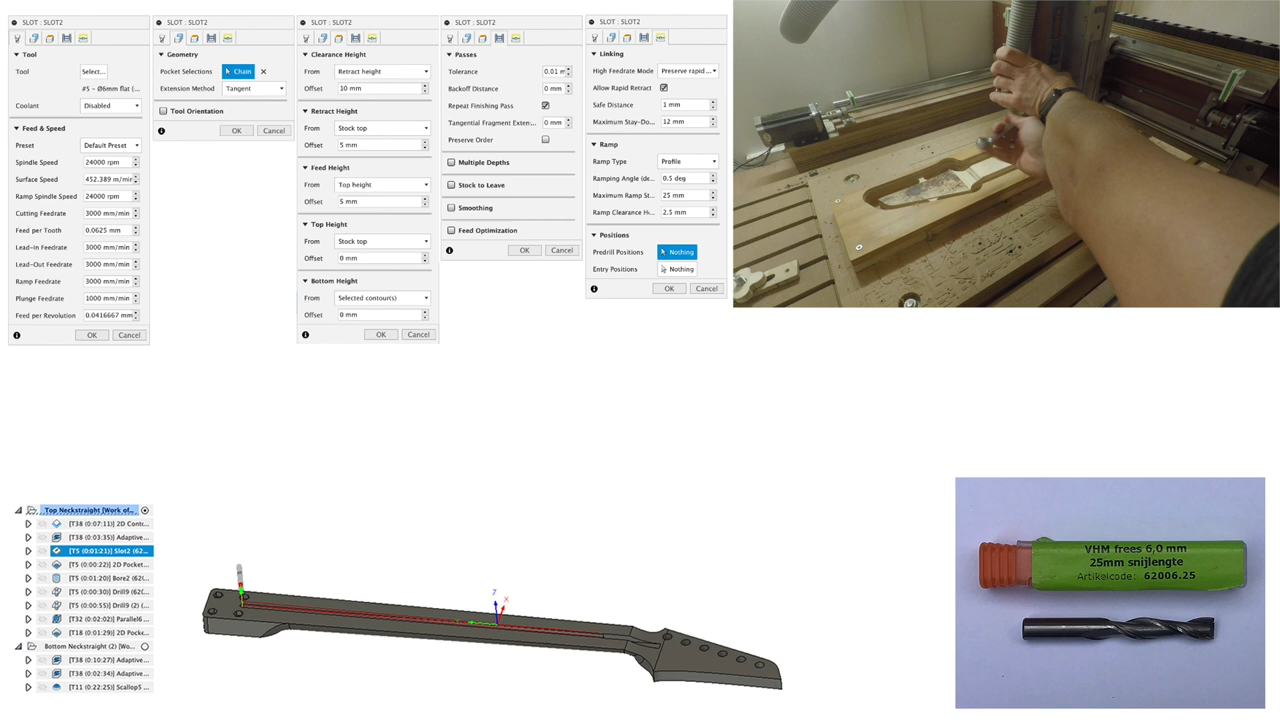 SLOT : SLOT2
Tool
Tool Select...
#5 - Ø6mm flat (...
Coolant Disabled
Feed & Speed
Preset Default Preset
Spindle Speed 24000 rpm
Surface Speed 452.389 m/min
Ramp Spindle Speed 24000 rpm
Cutting Feedrate 3000 mm/min
Feed per Tooth 0.0625 mm
Lead-In Feedrate 3000 mm/min
Lead-Out Feedrate 3000 mm/min
Ramp Feedrate 3000 mm/min
Plunge Feedrate 1000 mm/min
Feed per Revolution 0.0416667 mm
OK Cancel
SLOT : SLOT2
Geometry
Pocket Selections Chain
Extension Method Tangent
Tool Orientation
OK Cancel
SLOT : SLOT2
Clearance Height
From Retract height
Offset 10 mm
Retract Height
From Stock top
Offset 5 mm
Feed Height
From Top height
Offset 5 mm
Top Height
From Stock top
Offset 0 mm
Bottom Height
From Selected contour(s)
Offset 0 mm
OK Cancel
SLOT : SLOT2
Passes
Tolerance 0.01 m
Backoff Distance 0 mm
Repeat Finishing Pass
Tangential Fragment Exten... 0 mm
Preserve Order
Multiple Depths
Stock to Leave
Smoothing
Feed Optimization
OK Cancel
SLOT : SLOT2
Linking
High Feedrate Mode Preserve rapid ...
Allow Rapid Retract
Safe Distance 1 mm
Maximum Stay-Do... 12 mm
Ramp
Ramp Type Profile
Ramping Angle (de... 0.5 deg
Maximum Ramp St... 25 mm
Ramp Clearance H... 2.5 mm
Positions
Predrill Positions Nothing
Entry Positions Nothing
OK Cancel
Top Neckstraight [Work of...
[T38 (0:07:11)] 2D Conto...
[T38 (0:03:35)] Adaptive...
[T5 (0:01:21)] Slot2 (62...
[T5 (0:00:22)] 2D Pocket...
[T5 (0:01:20)] Bore2 (620...
[T5 (0:00:30)] Drill9 (620...
[T5 (0:00:55)] Drill9 (2) (...
[T32 (0:02:02)] Parallel6 ...
[T18 (0:01:29)] 2D Pocke...
Bottom Neckstraight (2) [Wo...
[T38 (0:10:27)] Adaptive...
[T38 (0:02:34)] Adaptive...
[T11 (0:22:25)] Scallop5 ...
Z
X
VHM frees 6,0 mm
25mm snijlengte
Artikelcode: 62006.25